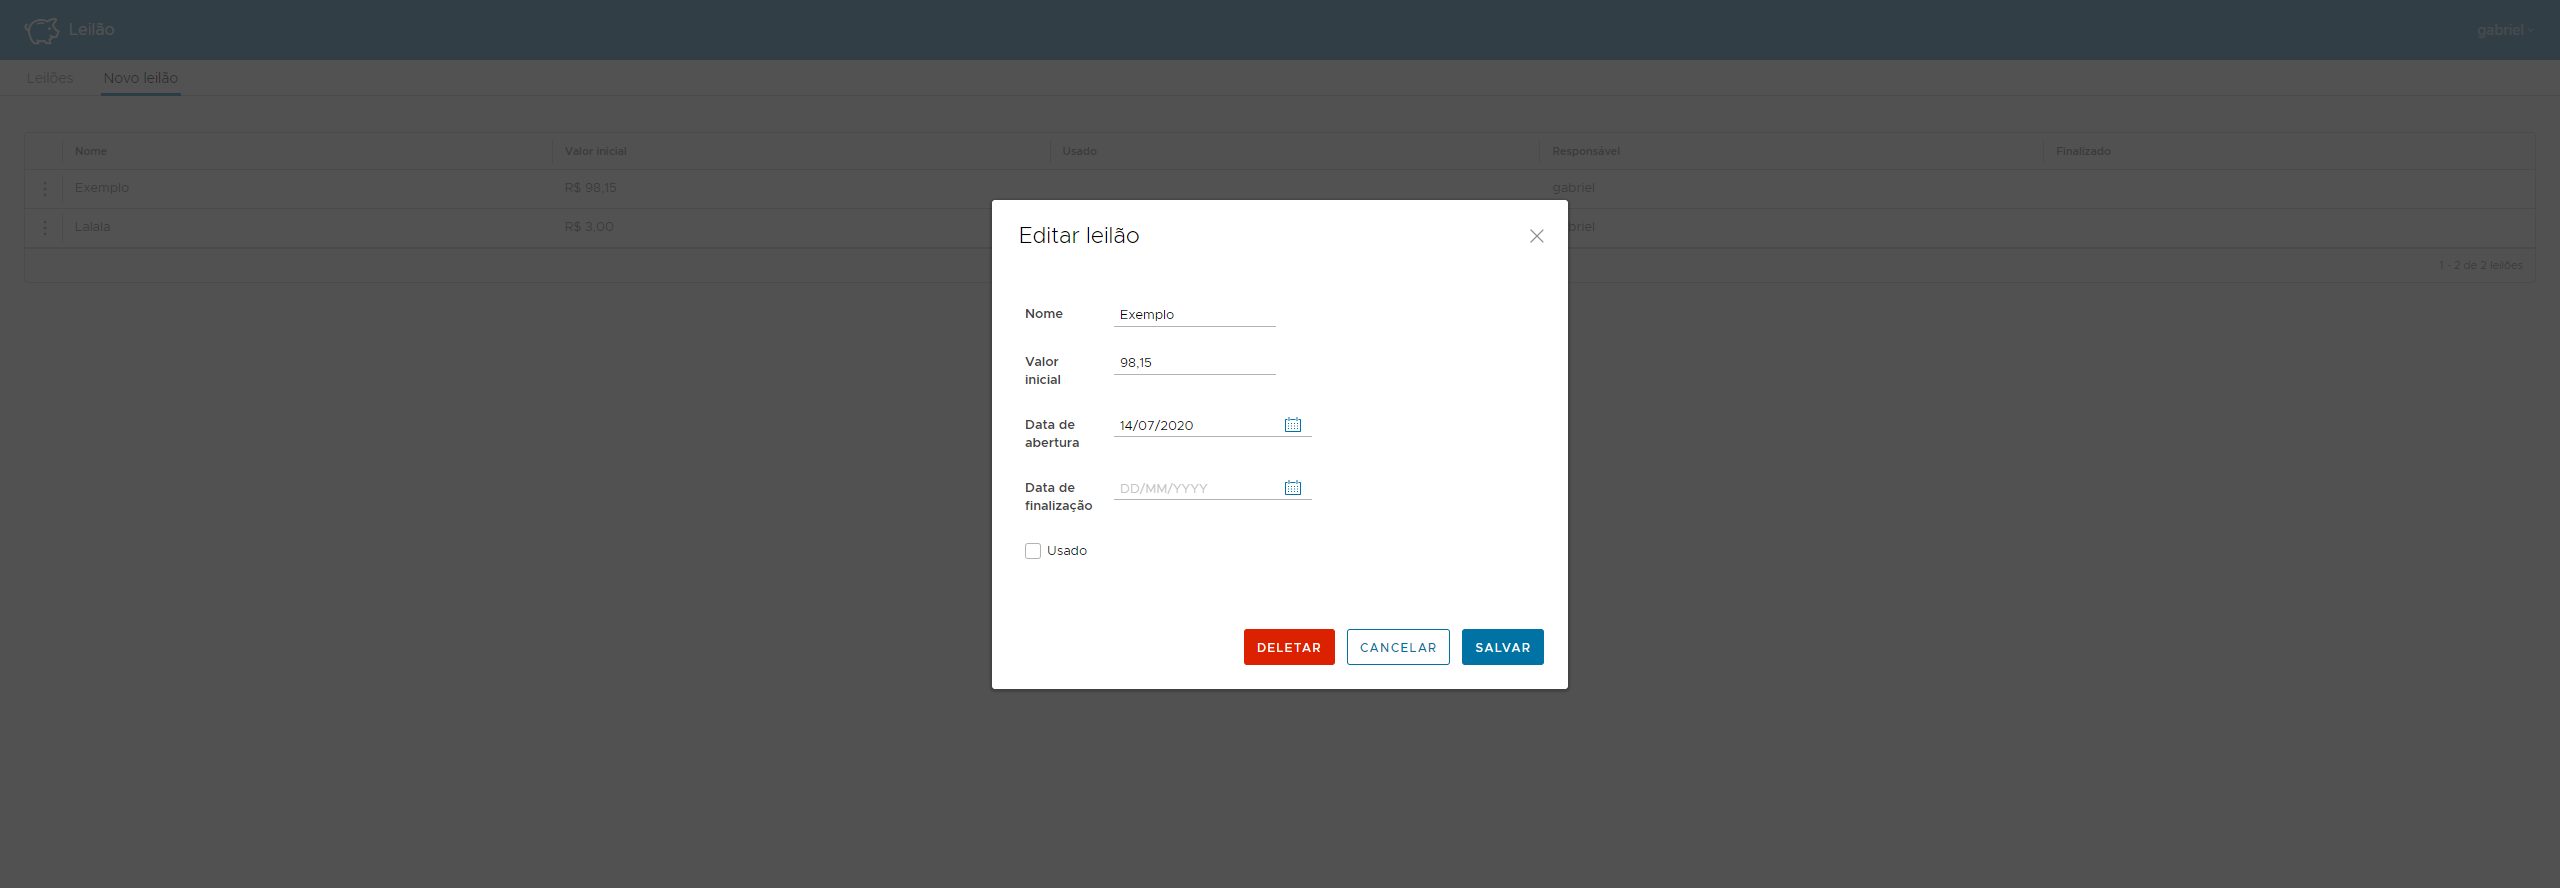 Leilão
gabriel
Leilões
Novo leilão
Nome
Valor inicial
Usado
Responsável
Finalizado
Exemplo
R$ 98,15
gabriel
Lalala
R$ 3,00
briel
1 - 2 de 2 leilões
Editar leilão
Nome
Exemplo
Valor
inicial
98,15
Data de
abertura
14/07/2020
Data de
finalização
DD/MM/YYYY
Usado
DELETAR
CANCELAR
SALVAR